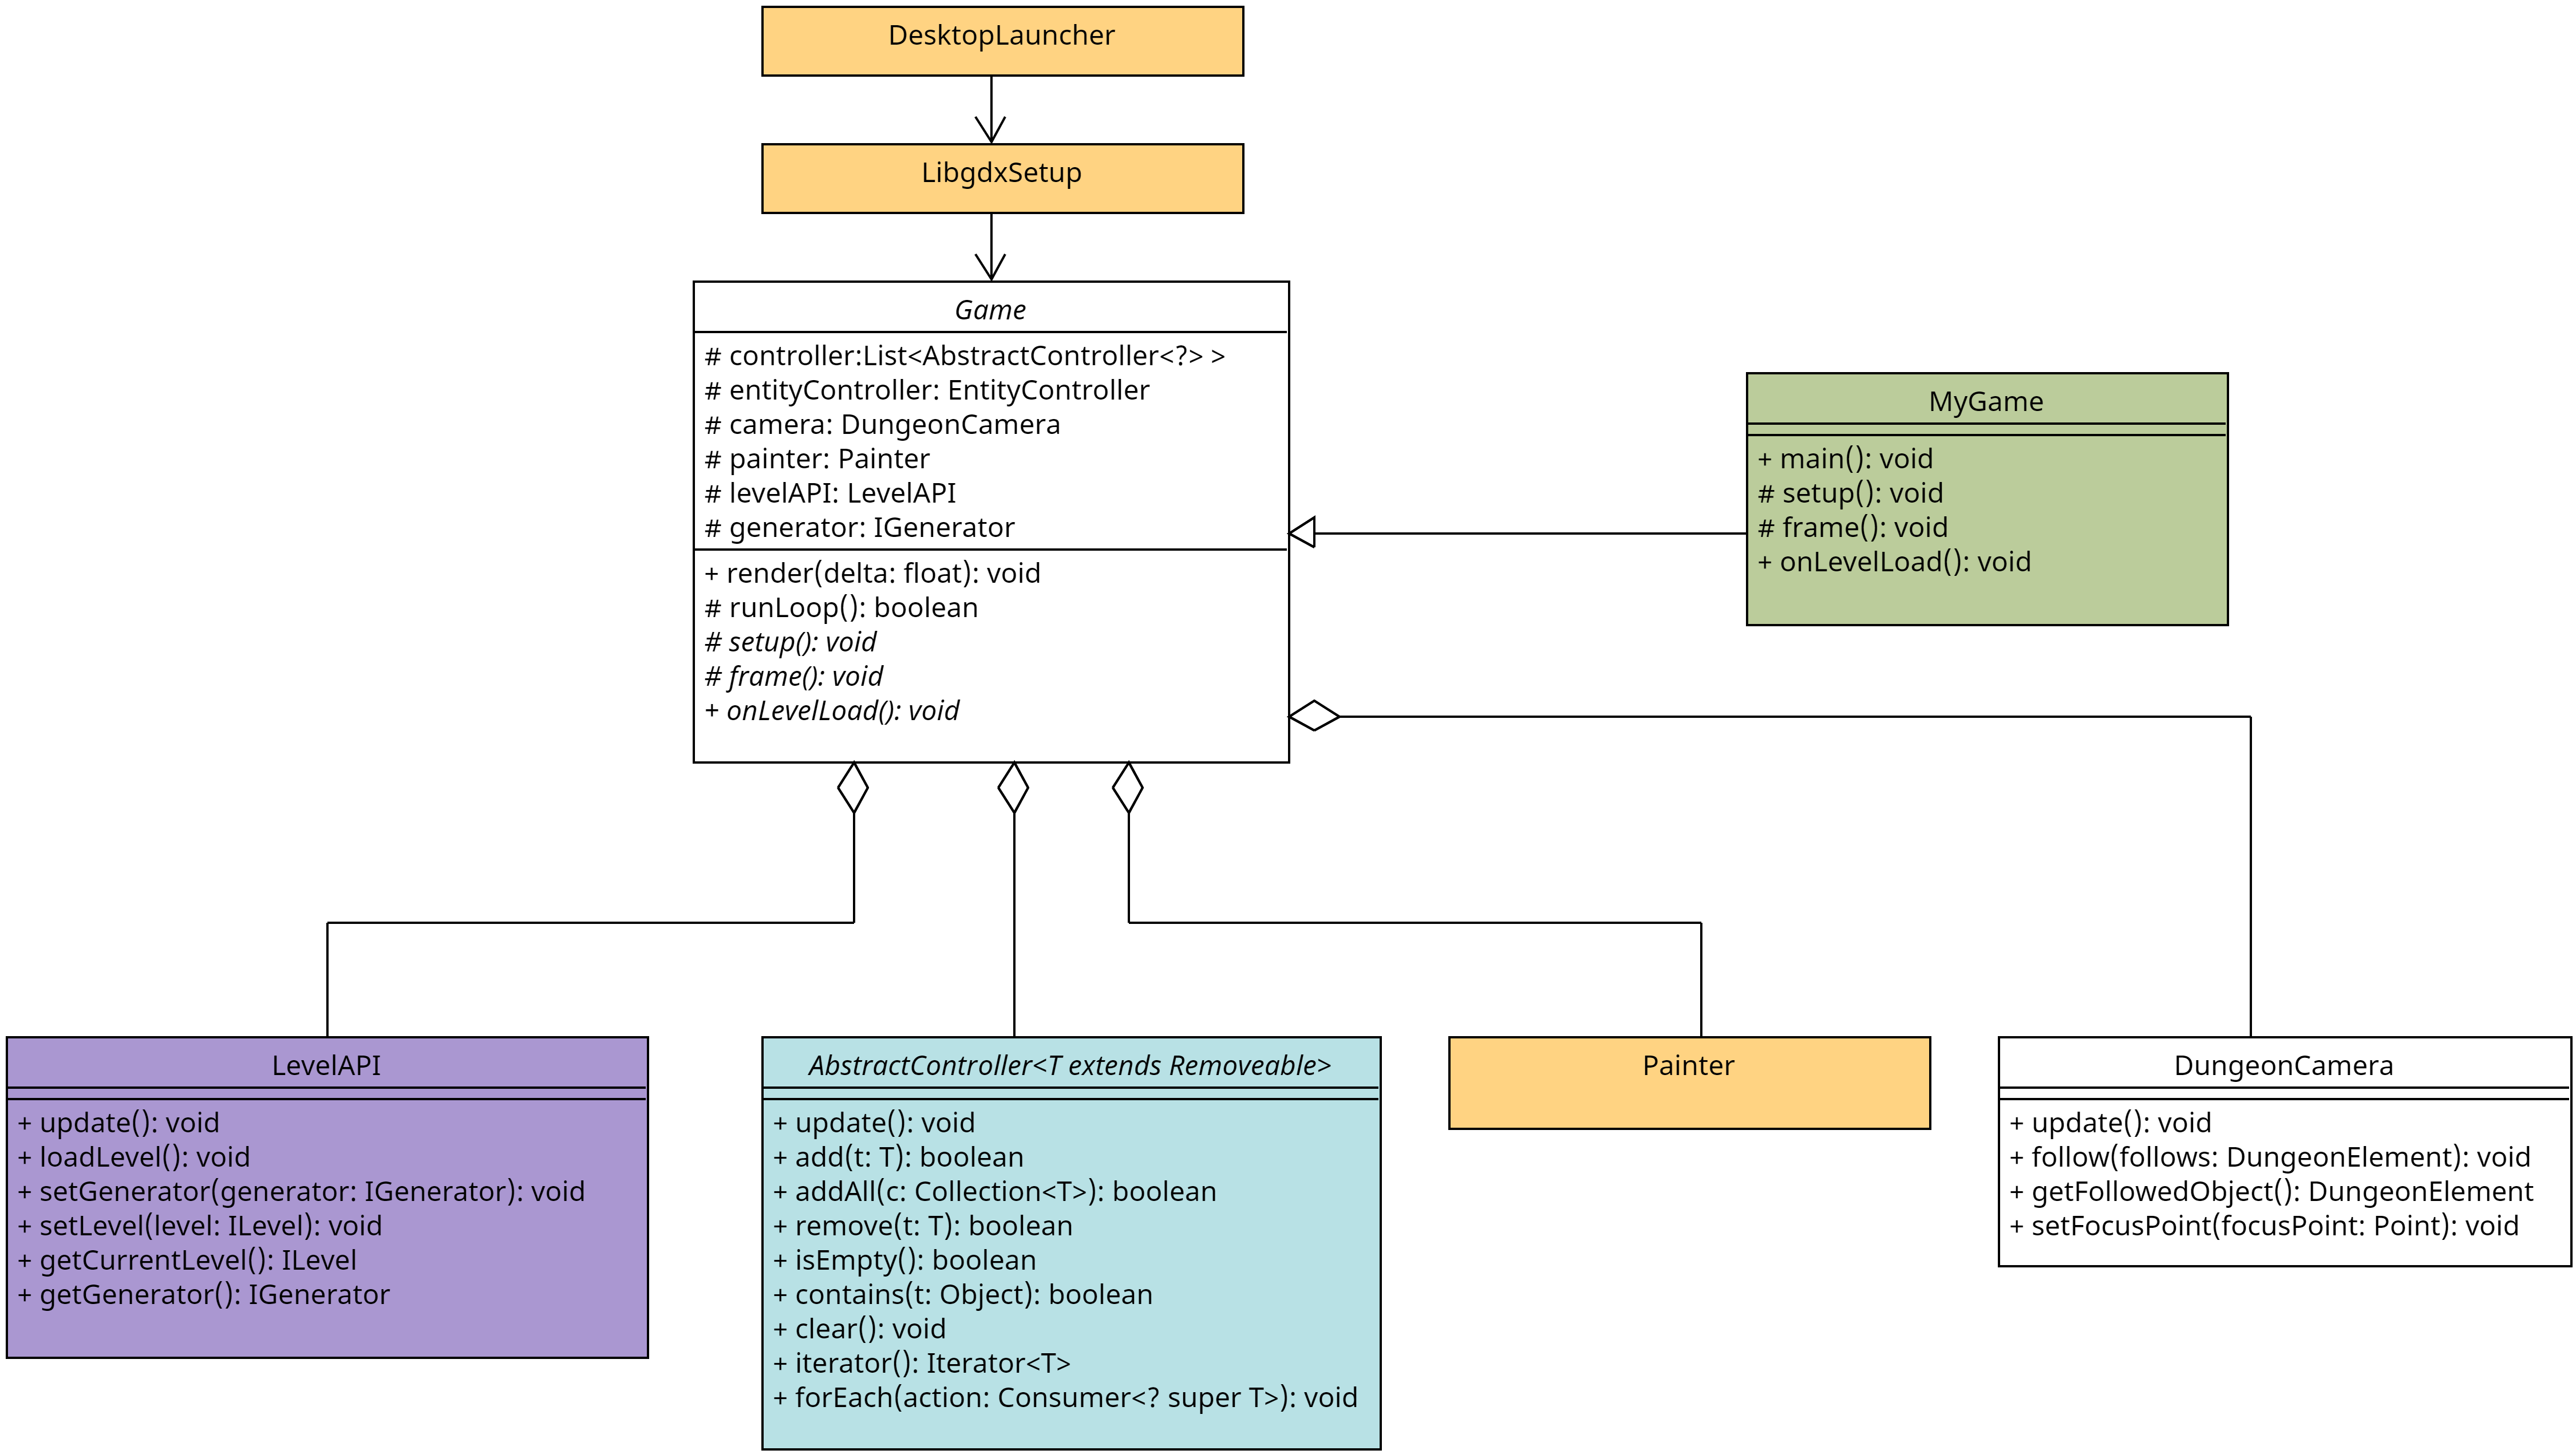 DesktopLauncher
LibgdxSetup
Game
# controller:List<AbstractController<?> >
# entityController: EntityController
# camera: DungeonCamera
# painter: Painter
# levelAPI: LevelAPI
# generator: IGenerator
+ render(delta: float): void
# runLoop(): boolean
# setup(): void
# frame(): void
+ onLevelLoad(): void
MyGame
+ main(): void
# setup(): void
# frame(): void
+ onLevelLoad(): void
LevelAPI
+ update(): void
+ loadLevel(): void
+ setGenerator(generator: IGenerator): void
+ setLevel(level: ILevel): void
+ getCurrentLevel(): ILevel
+ getGenerator(): IGenerator
AbstractController<T extends Removeable>
+ update(): void
+ add(t: T): boolean
+ addAll(c: Collection<T>): boolean
+ remove(t: T): boolean
+ isEmpty(): boolean
+ contains(t: Object): boolean
+ clear(): void
+ iterator(): Iterator<T>
+ forEach(action: Consumer<? super T>): void
Painter
DungeonCamera
+ update(): void
+ follow(follows: DungeonElement): void
+ getFollowedObject(): DungeonElement
+ setFocusPoint(focusPoint: Point): void